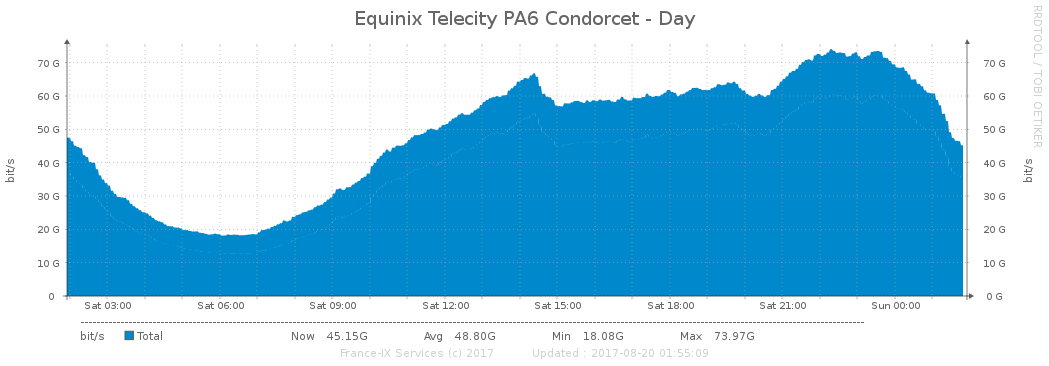 Equinix Telecity PA6 Condorcet - Day
RRDTOOL / TOBI OETIKER
bit/s
70 G
60 G
50 G
40 G
30 G
20 G
10 G
0
70 G
60 G
50 G
40 G
30 G
20 G
10 G
0 G
bit/s
Sat 03:00 Sat 06:00 Sat 09:00 Sat 12:00 Sat 15:00 Sat 18:00 Sat 21:00 Sun 00:00
bit/s Total Now 45.15G Avg 48.80G Min 18.08G Max 73.97G
France-IX Services (c) 2017 Updated : 2017-08-20 01:55:09